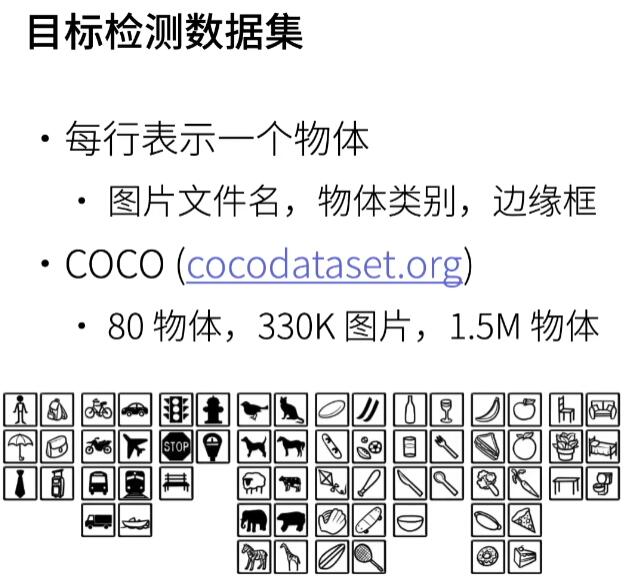 目标检测数据集
• 每行表示一个物体
• 图片文件名，物体类别，边缘框
• COCO (cocodataset.org)
• 80 物体，330K 图片，1.5M 物体
STOP